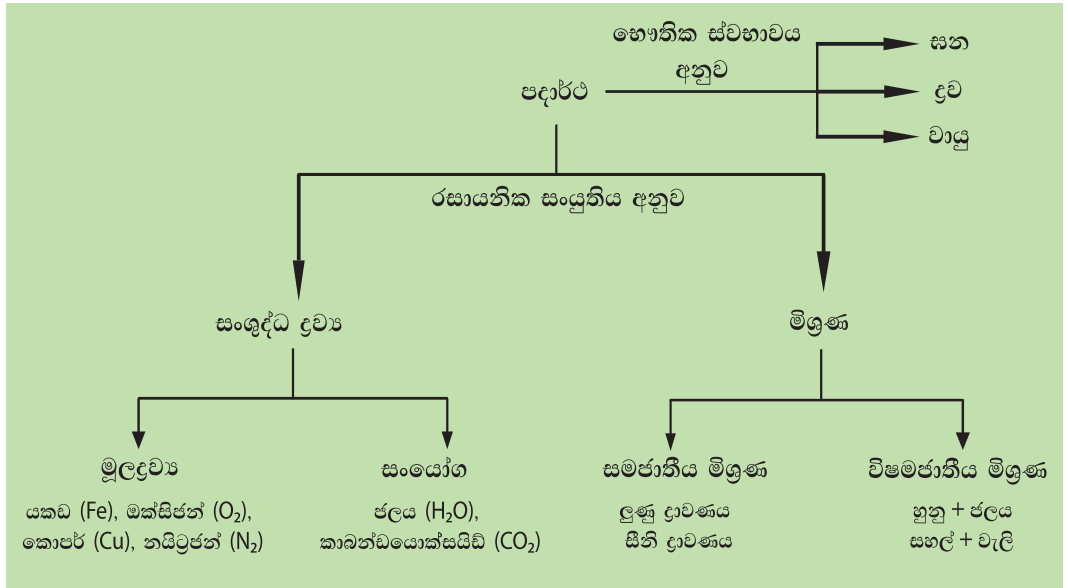 භෞතික ස්වභාවය
අනුව
පදාර්ථ
ඝන
ද්‍රව
වායු
රසායනික සංයුතිය අනුව
සංශුද්ධ ද්‍රව්‍ය
මිශ්‍රණ
මූලද්‍රව්‍ය
යකඩ (Fe), ඔක්සිජන් (O₂),
කොපර් (Cu), නයිට්‍රජන් (N₂)
සංයෝග
ජලය (H₂O),
කාබන්ඩයොක්සයිඩ් (CO₂)
සමජාතීය මිශ්‍රණ
ලුණු ද්‍රාවණය
සීනි ද්‍රාවණය
විෂමජාතීය මිශ්‍රණ
හුනු + ජලය
සහල් + වැලි